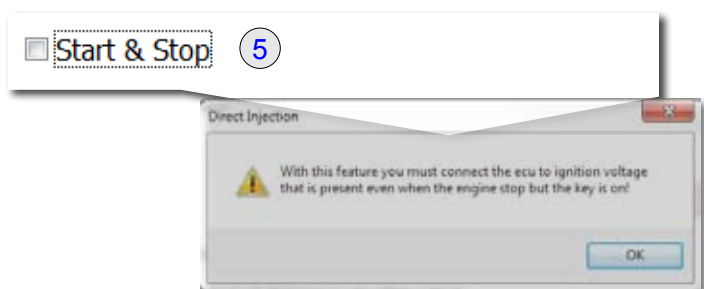 Start & Stop 5
Direct Injection
With this feature you must connect the ecu to ignition voltage
that is present even when the engine stop but the key is on!
OK